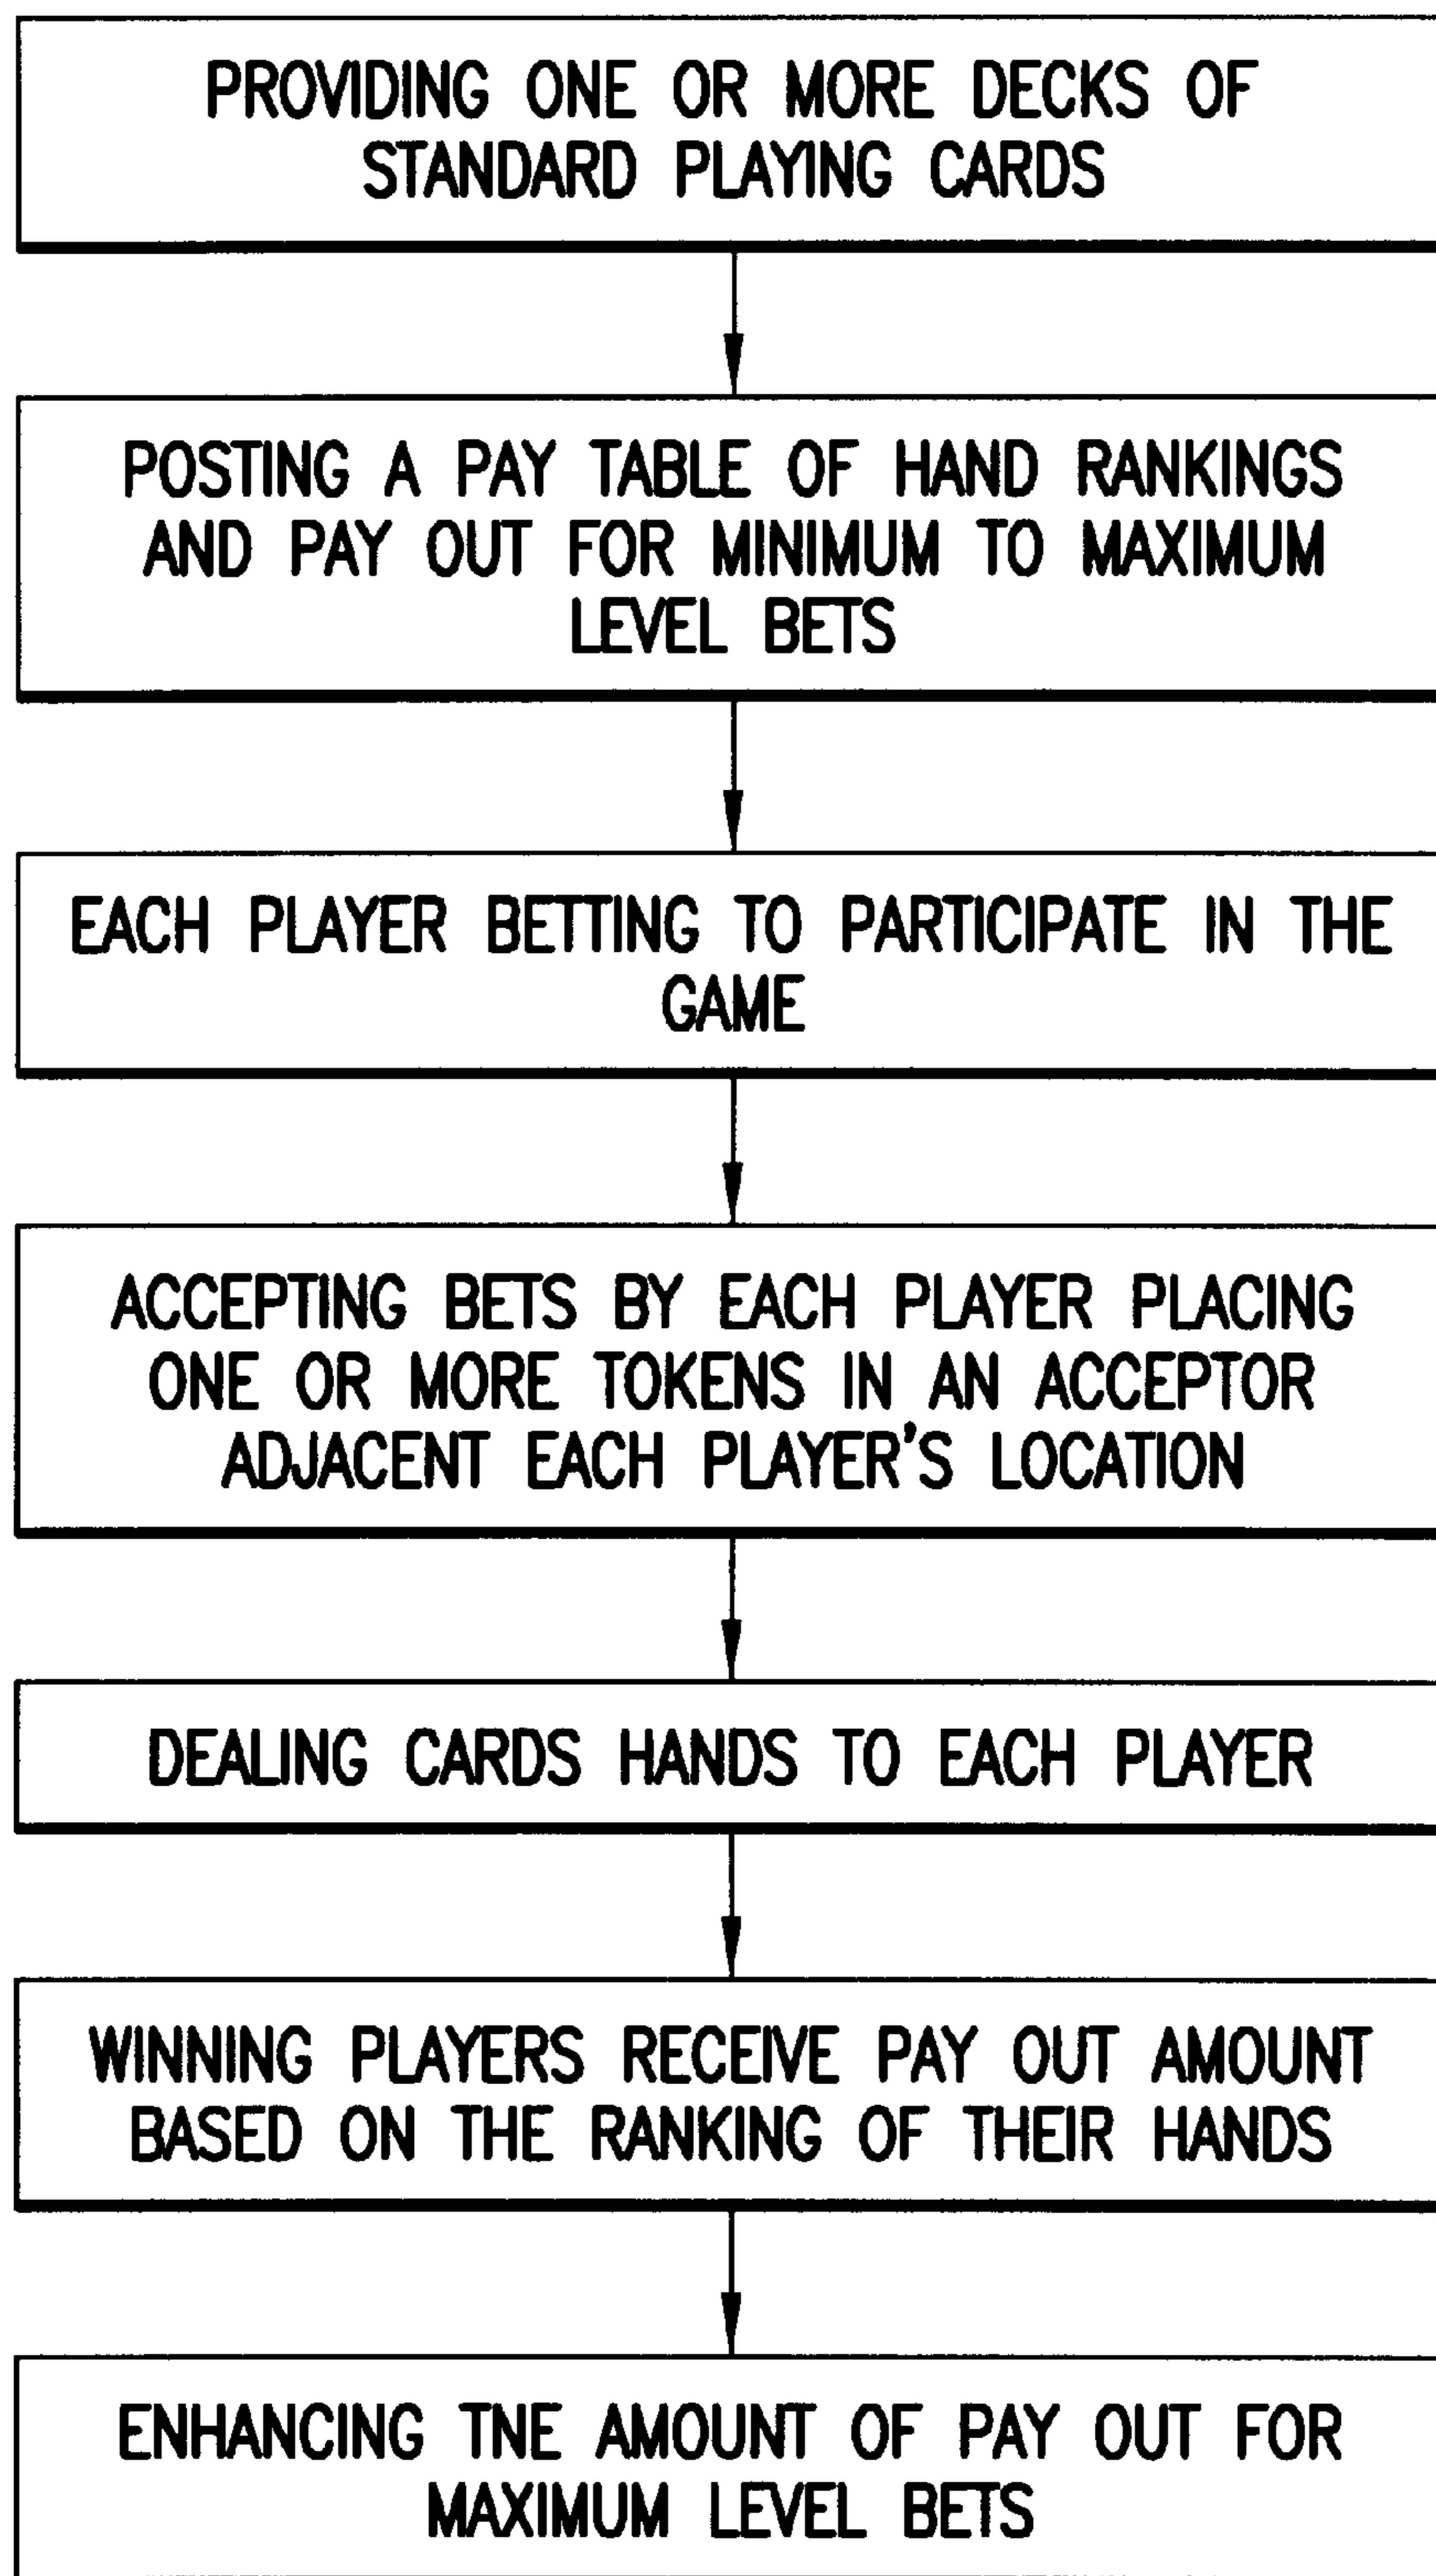 PROVIDING ONE OR MORE DECKS OF
STANDARD PLAYING CARDS
POSTING A PAY TABLE OF HAND RANKINGS
AND PAY OUT FOR MINIMUM TO MAXIMUM
LEVEL BETS
EACH PLAYER BETTING TO PARTICIPATE IN THE
GAME
ACCEPTING BETS BY EACH PLAYER PLACING
ONE OR MORE TOKENS IN AN ACCEPTOR
ADJACENT EACH PLAYER'S LOCATION
DEALING CARDS HANDS TO EACH PLAYER
WINNING PLAYERS RECEIVE PAY OUT AMOUNT
BASED ON THE RANKING OF THEIR HANDS
ENHANCING TNE AMOUNT OF PAY OUT FOR
MAXIMUM LEVEL BETS